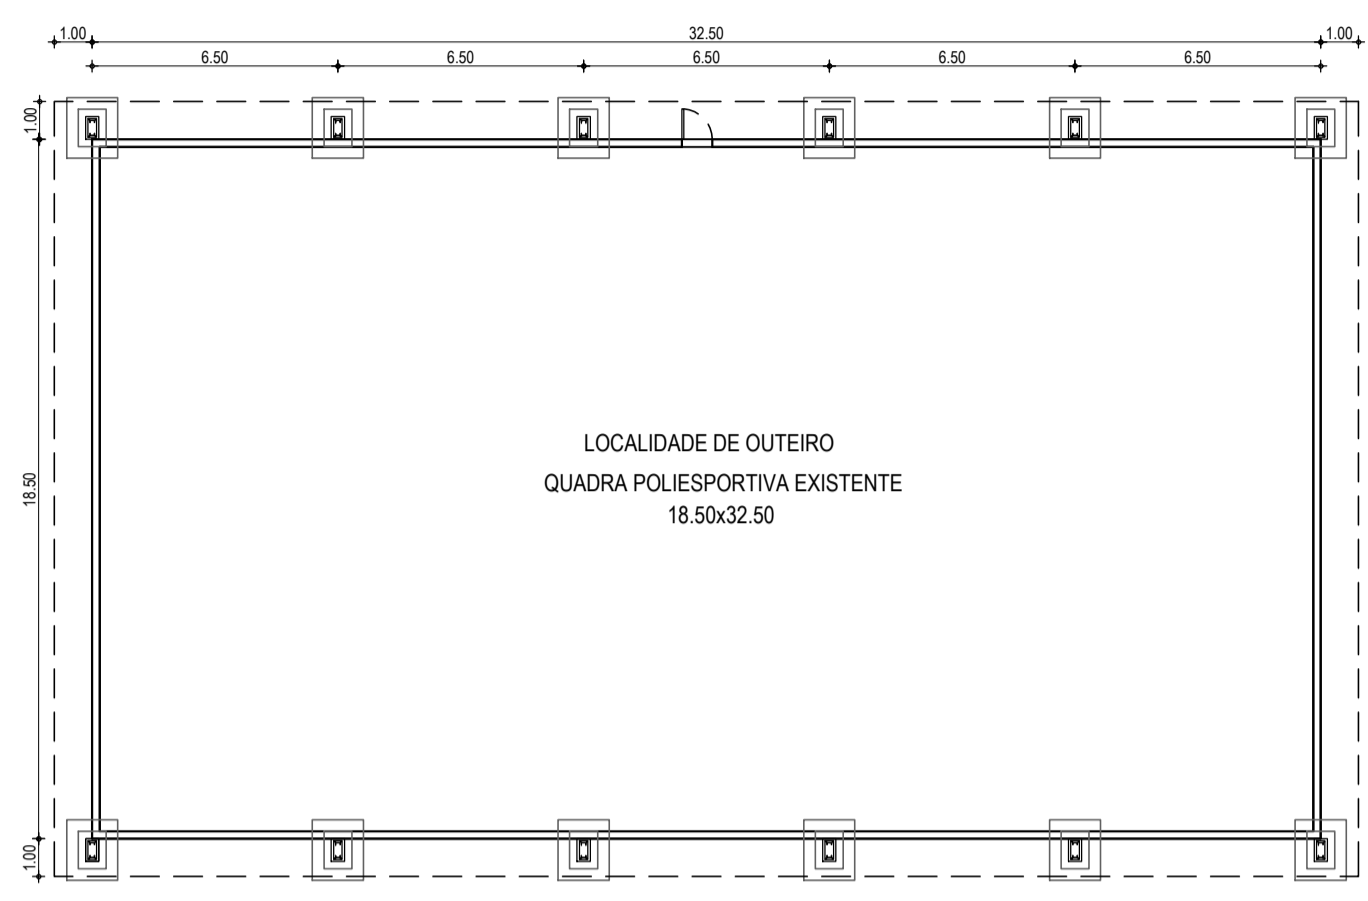 1.00 32.50 1.00
6.50 6.50 6.50 6.50 6.50
1.00
18.50
1.00
LOCALIDADE DE OUTEIRO
QUADRA POLIESPORTIVA EXISTENTE
18.50x32.50